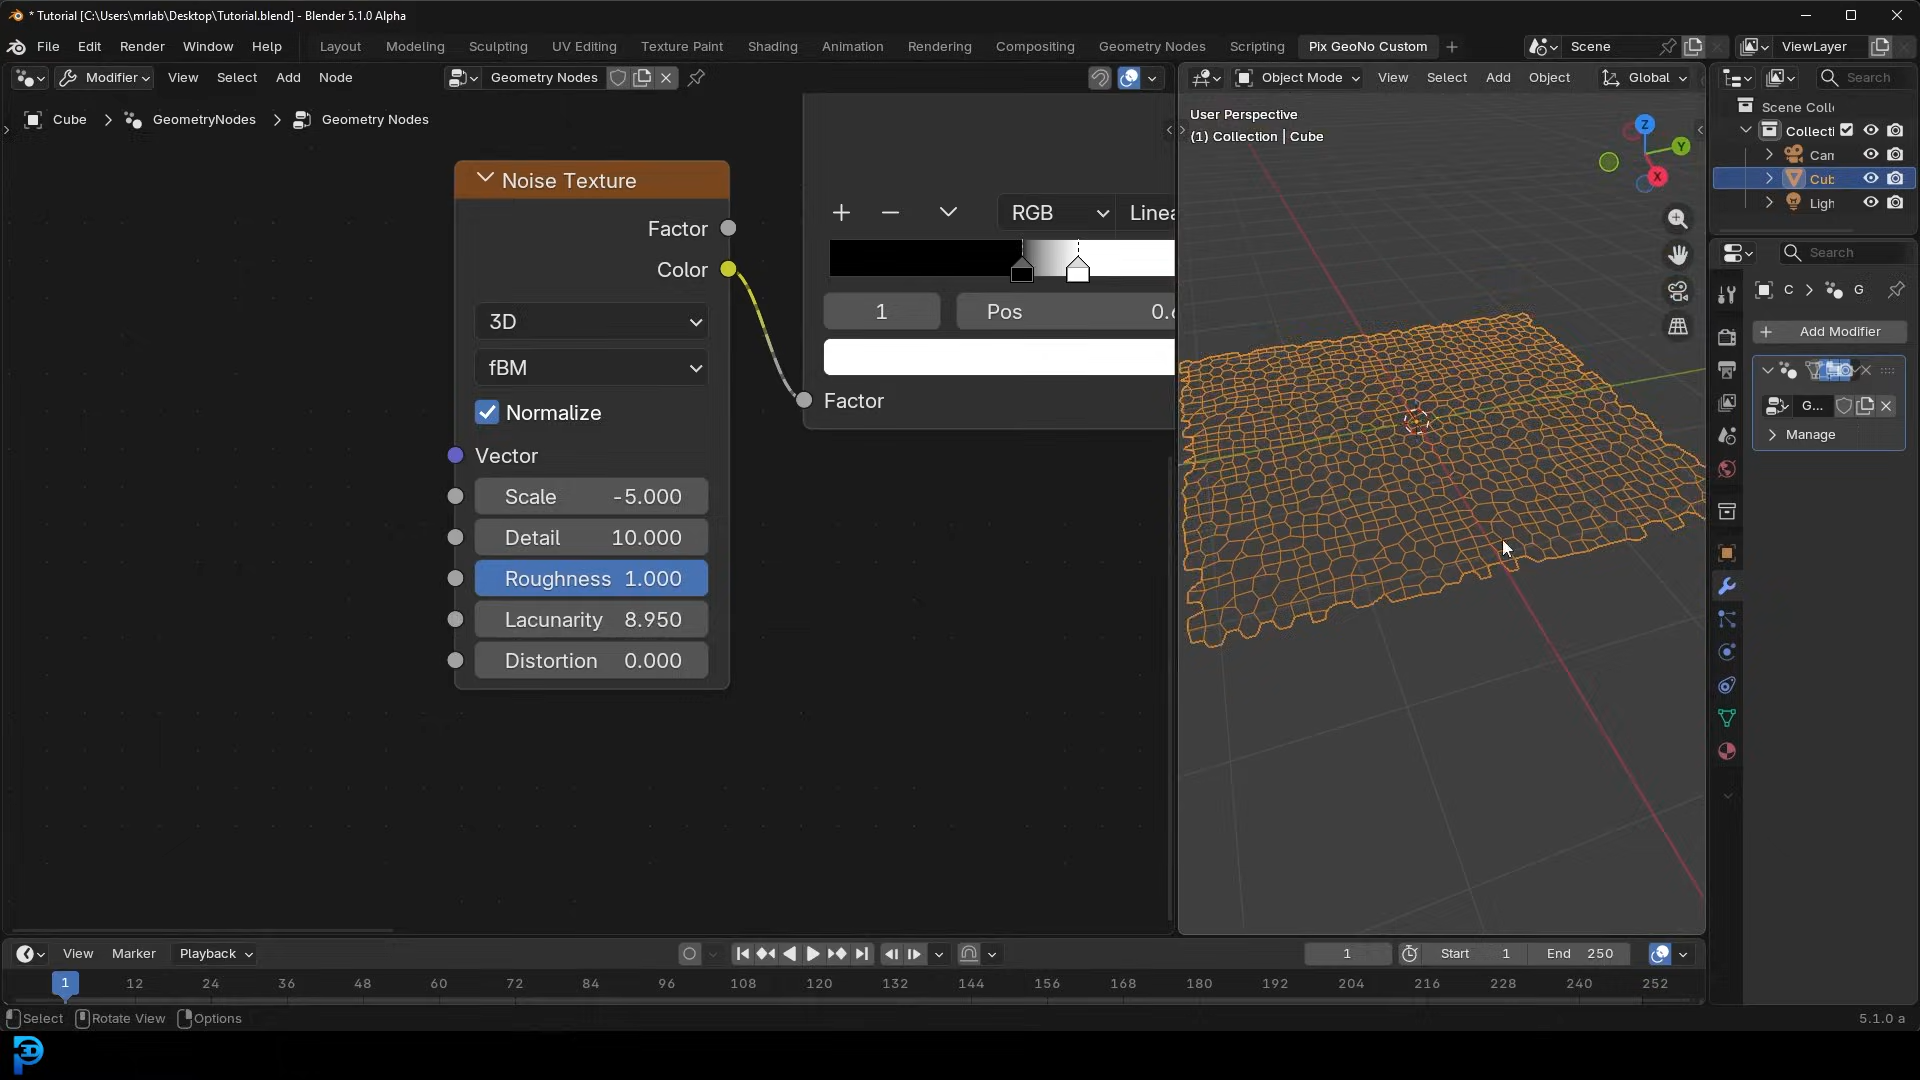 * Tutorial [C:\Users\mrlab\Desktop\Tutorial.blend] - Blender 5.1.0 Alpha
File Edit Render Window Help
Layout Modeling Sculpting UV Editing Texture Paint Shading Animation Rendering Compositing Geometry Nodes Scripting Pix GeoNo Custom
Scene ViewLayer
Modifier View Select Add Node Geometry Nodes
Object Mode View Select Add Object Global
Search
Cube > GeometryNodes > Geometry Nodes
User Perspective
(1) Collection | Cube
Z
Y
X
Scene Coll
Collecti
Can
Cub
Ligh
Search
C > G
Add Modifier
G...
Manage
Noise Texture
Factor
Color
3D
fBM
Normalize
Vector
Scale -5.000
Detail 10.000
Roughness 1.000
Lacunarity 8.950
Distortion 0.000
RGB Linea
1 Pos 0.6
Factor
View Marker Playback
1 Start 1 End 250
1 12 24 36 48 60 72 84 96 108 120 132 144 156 168 180 192 204 216 228 240 252
Select Rotate View Options
5.1.0 a
3D